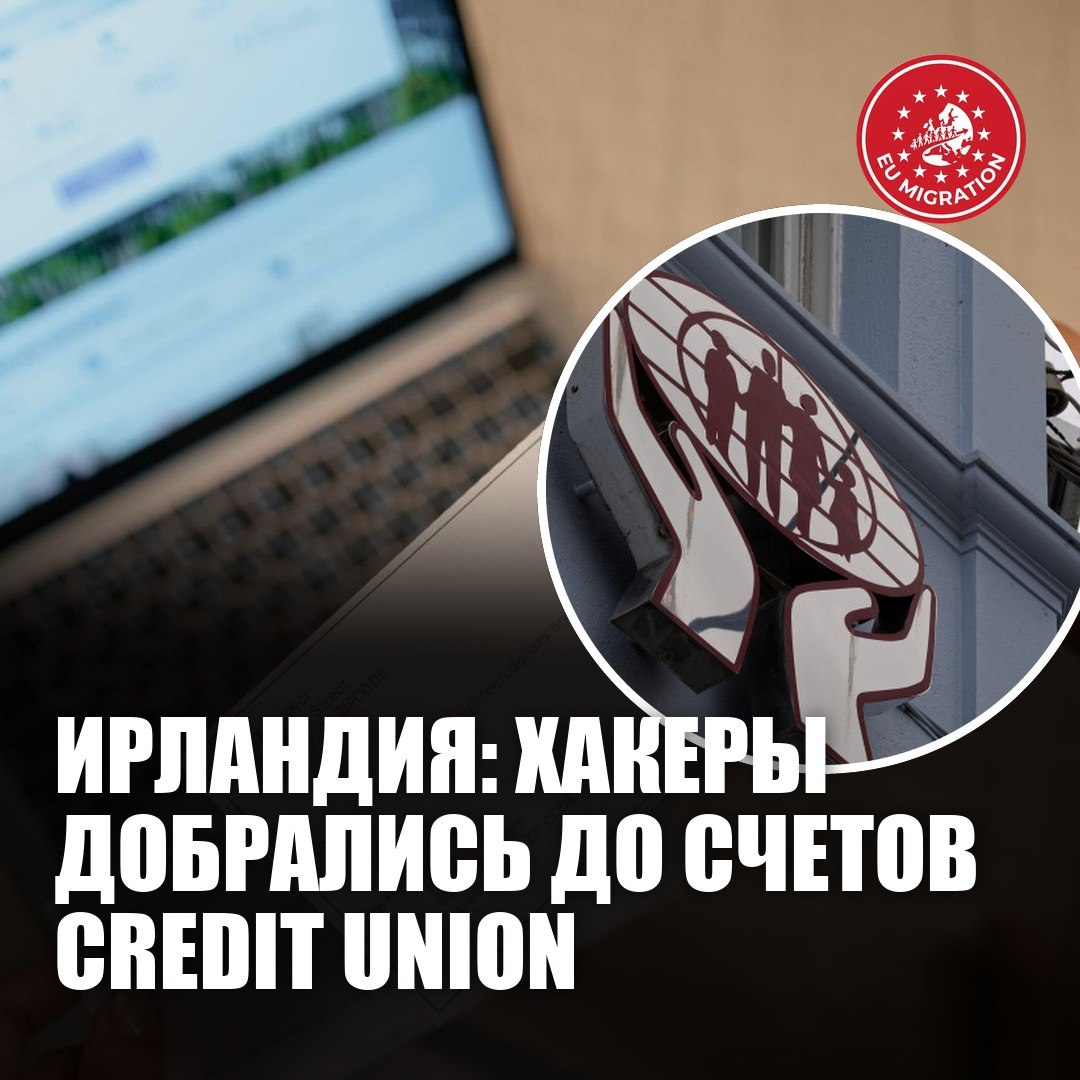 EU MIGRATION
ИРЛАНДИЯ: ХАКЕРЫ
ДОБРАЛИСЬ ДО СЧЕТОВ
CREDIT UNION